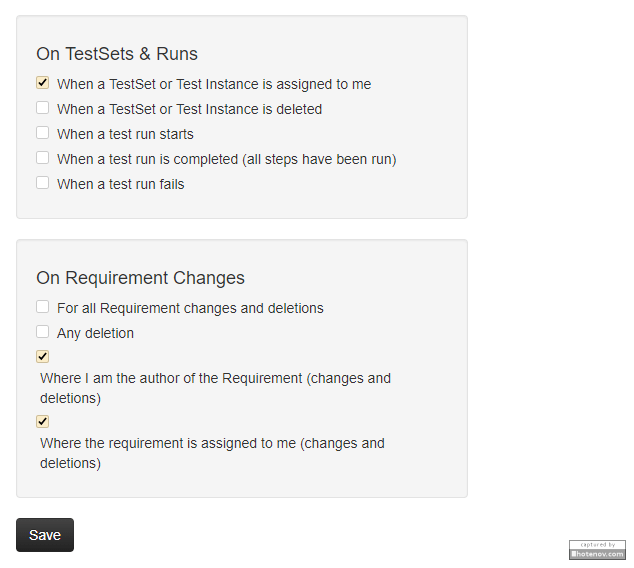 On TestSets & Runs
When a TestSet or Test Instance is assigned to me
When a TestSet or Test Instance is deleted
When a test run starts
When a test run is completed (all steps have been run)
When a test run fails
On Requirement Changes
For all Requirement changes and deletions
Any deletion
Where I am the author of the Requirement (changes and
deletions)
Where the requirement is assigned to me (changes and
deletions)
Save
captured by
hotenov.com